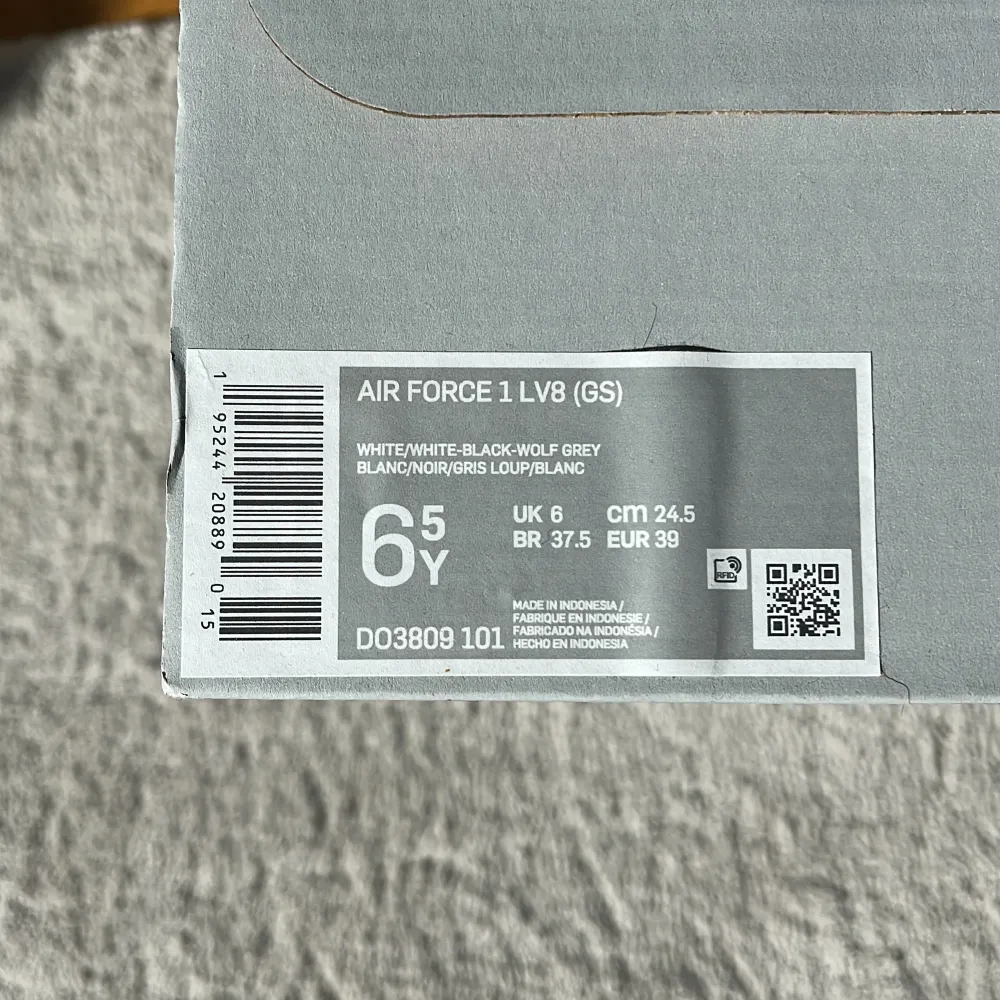 AIR FORCE 1 LV8 (GS)
WHITE/WHITE-BLACK-WOLF GREY
BLANC/NOIR/GRIS LOUP/BLANC
6 5 Y
UK 6 cm 24.5
BR 37.5 EUR 39
RFID
MADE IN INDONESIA /
FABRIQUE EN INDONESIE /
FABRICADO NA INDONÉSIA /
HECHO EN INDONESIA
DO3809 101
1 95244 20889 0 15